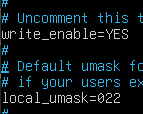 #
# Uncomment this t
write_enable=YES
#
# Default umask fo
# if your users ex
local_umask=022
#